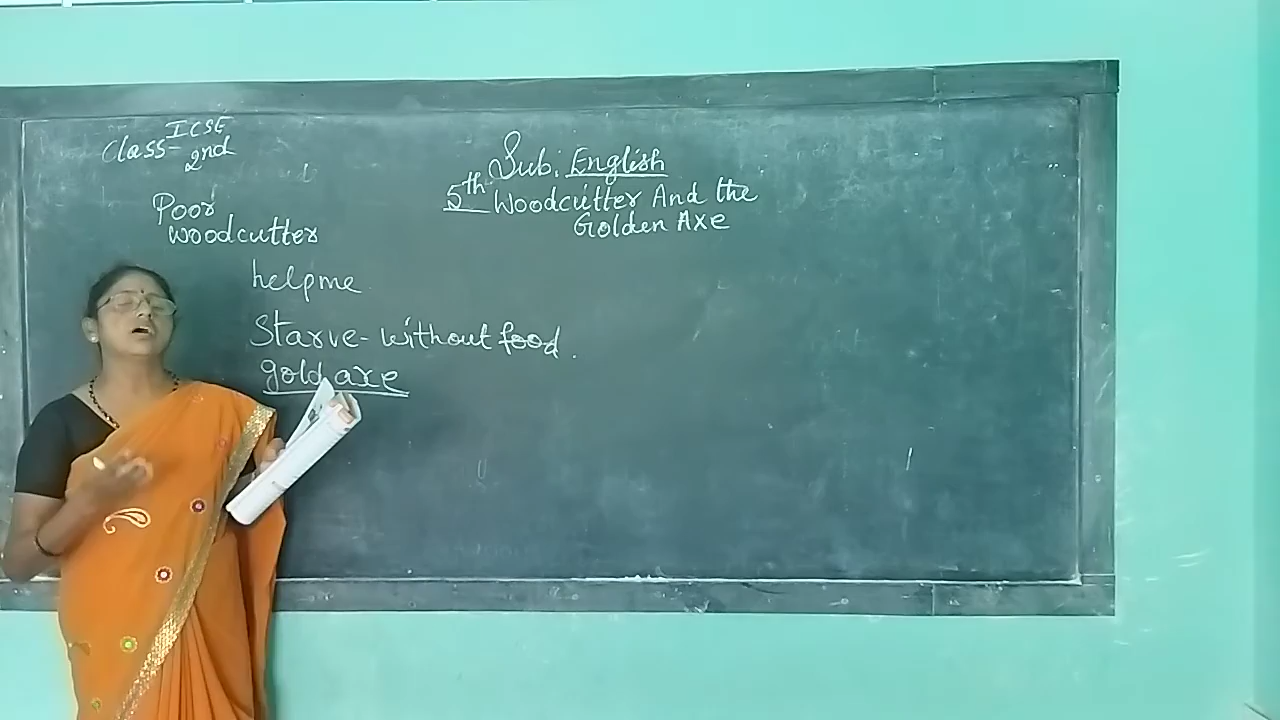 Class- ICSE
2nd
Sub: English
5th Woodcutter And the
Golden Axe
Poor
woodcutter
helpme
Starve- without food.
gold axe